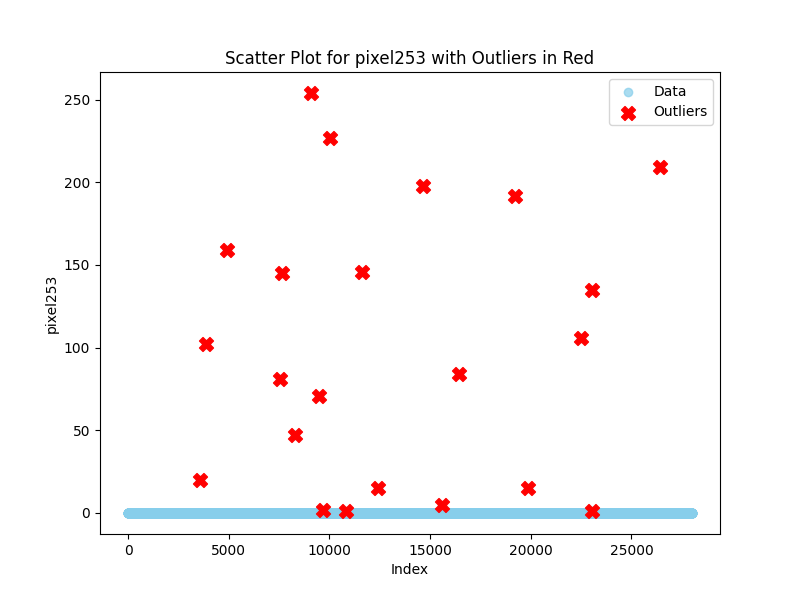 Scatter Plot for pixel253 with Outliers in Red
Data
Outliers
250
200
150
100
50
0
pixel253
0 5000 10000 15000 20000 25000
Index